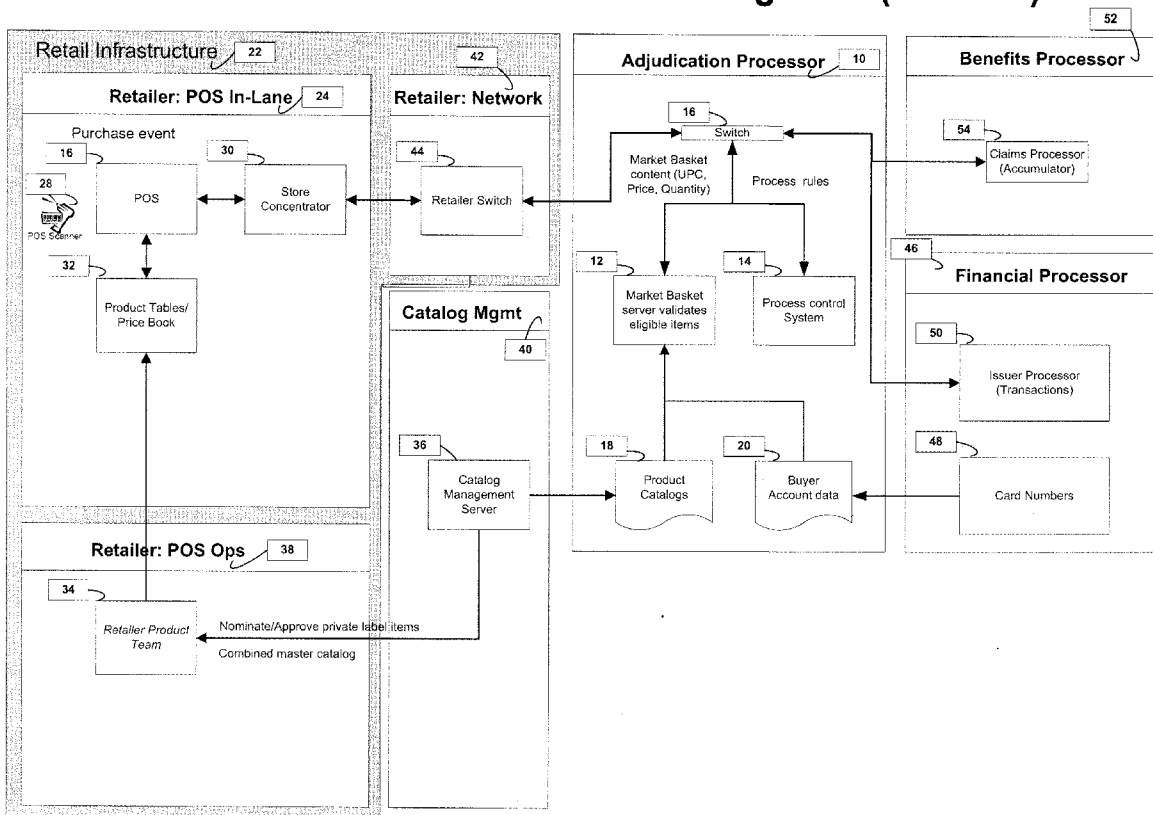 52
Retail Infrastructure
22
42
Adjudication Processor
10
Benefits Processor
Retailer: POS In-Lane
24
Retailer: Network
Purchase event
16
30
44
16
Switch
54
Claims Processor
(Accumulator)
28
POS Scanner
POS
Store
Concentrator
Retailer Switch
Market Basket
content (UPC,
Price, Quantity)
Process rules
32
Product Tables/
Price Book
12
Market Basket
server validates
eligible items
14
Process control
System
46
Financial Processor
Catalog Mgmt
40
50
Issuer Processor
(Transactions)
36
Catalog
Management
Server
18
Product
Catalogs
20
Buyer
Account data
48
Card Numbers
Retailer: POS Ops
38
34
Retailer Product
Team
Nominate/Approve private label items
Combined master catalog